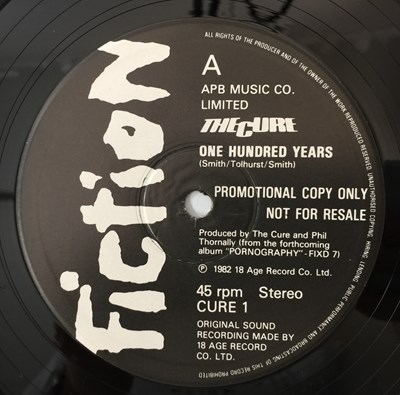 Fiction
A
APB MUSIC CO.
LIMITED
THE CURE
ONE HUNDRED YEARS
(Smith/Tolhurst/Smith)
PROMOTIONAL COPY ONLY
NOT FOR RESALE
Produced by The Cure and Phil
Thornally (from the forthcoming
album "PORNOGRAPHY" - FIXD 7)
Ⓟ 1982 18 Age Record Co. Ltd.
45 rpm Stereo
CURE 1
ORIGINAL SOUND
RECORDING MADE BY
18 AGE RECORD
CO. LTD.
ALL RIGHTS OF THE PRODUCER AND OF THE OWNER OF THE WORK REPRODUCED RESERVED. UNAUTHORISED COPYING, HIRING, LENDING, PUBLIC PERFORMANCE AND BROADCASTING OF THIS RECORD PROHIBITED